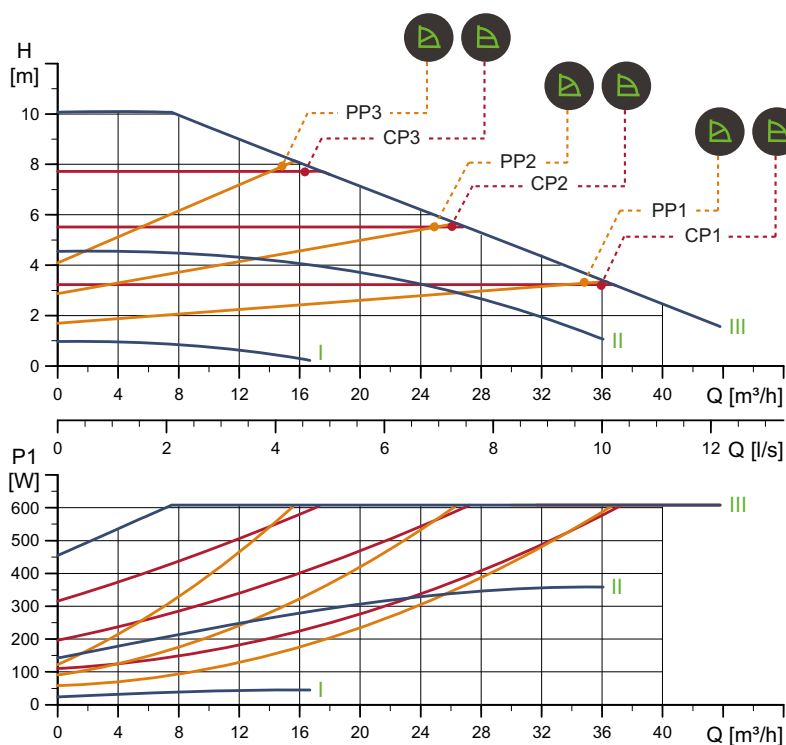 H
[m]
PP3
CP3
PP2
CP2
PP1
CP1
10
8
6
4
2
0
I
II
III
0 4 8 12 16 20 24 28 32 36 40 Q [m³/h]
0 2 4 6 8 10 12 Q [l/s]
P1
[W]
600
500
400
300
200
100
0
III
II
I
0 4 8 12 16 20 24 28 32 36 40 Q [m³/h]